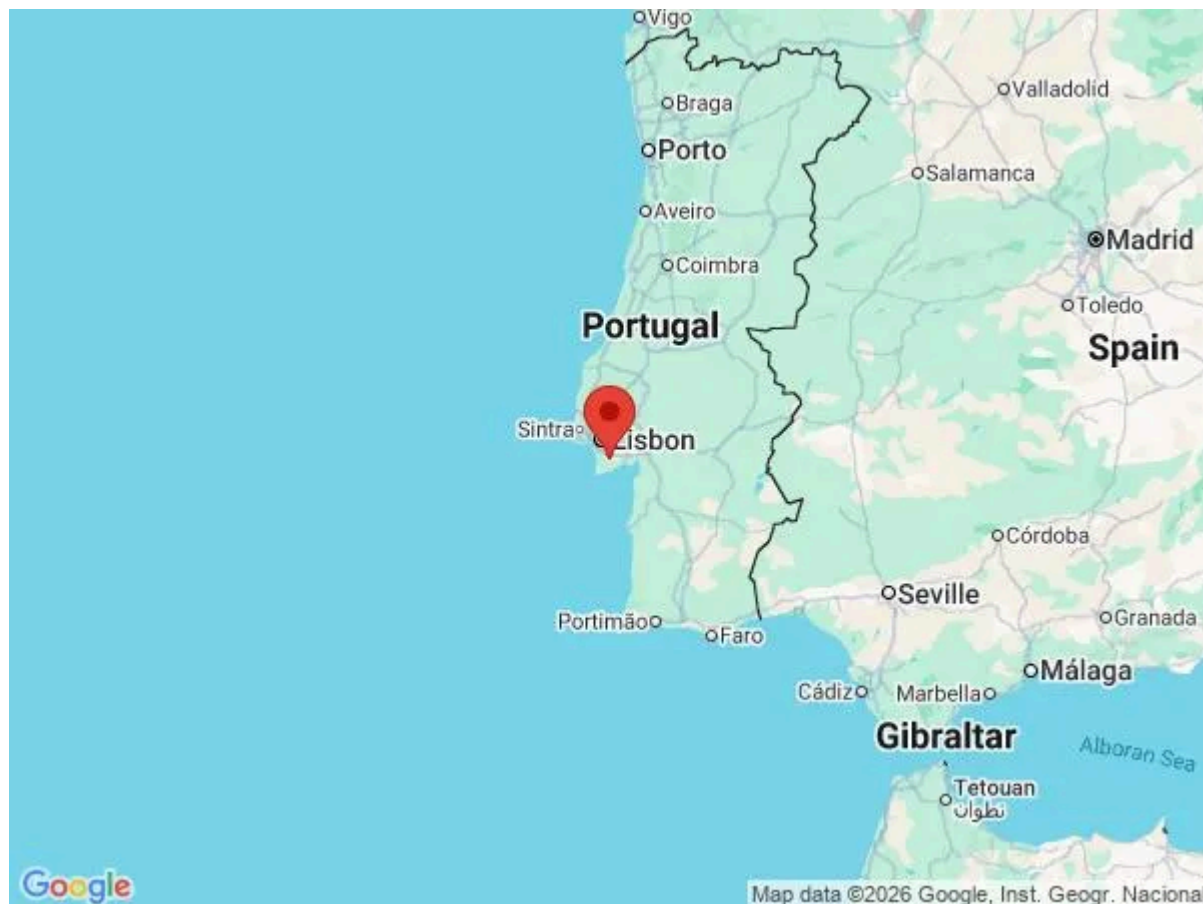 Vigo
Braga
Valladolid
Porto
Salamanca
Aveiro
Madrid
Coimbra
Toledo
Portugal
Spain
Sintra
Lisbon
Córdoba
Seville
Portimão
Faro
Granada
Málaga
Cádiz
Marbella
Gibraltar
Alboran Sea
Tetouan
تطوان
Google
Map data ©2026 Google, Inst. Geogr. Nacional